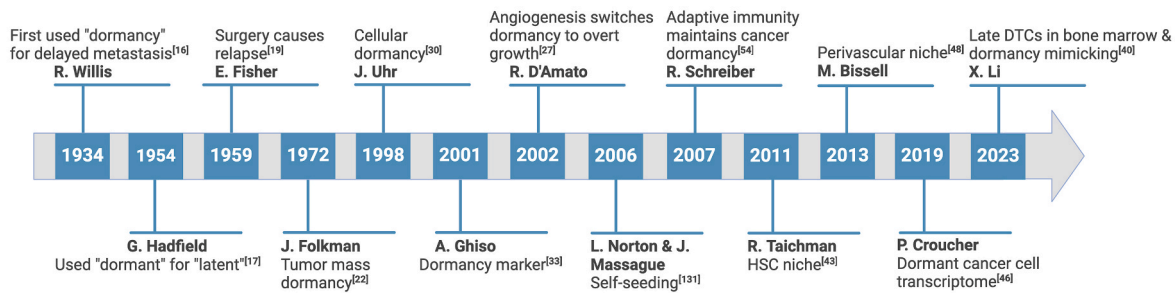 First used "dormancy"
for delayed metastasis[16]
R. Willis
Surgery causes
relapse[19]
E. Fisher
Cellular
dormancy[30]
J. Uhr
Angiogenesis switches
dormancy to overt
growth[27]
R. D'Amato
Adaptive immunity
maintains cancer
dormancy[54]
R. Schreiber
Perivascular niche[48]
M. Bissell
Late DTCs in bone marrow &
dormancy mimicking[40]
X. Li
1934
1954
1959
1972
1998
2001
2002
2006
2007
2011
2013
2019
2023
G. Hadfield
Used "dormant" for "latent"[17]
J. Folkman
Tumor mass
dormancy[22]
A. Ghiso
Dormancy marker[33]
L. Norton & J.
Massague
Self-seeding[131]
R. Taichman
HSC niche[43]
P. Croucher
Dormant cancer cell
transcriptome[46]